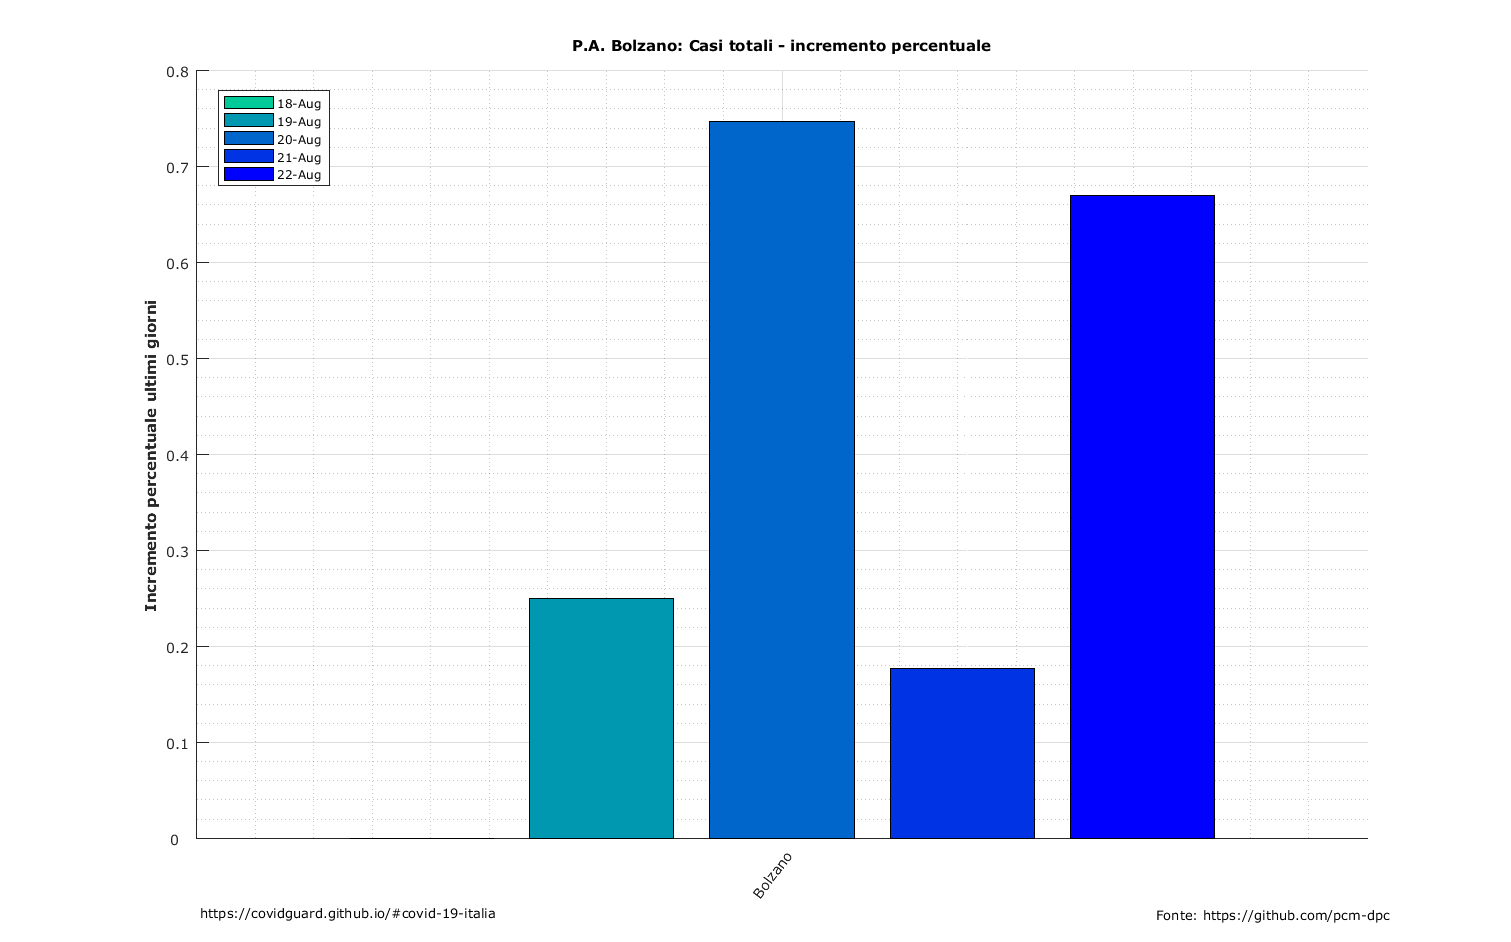 P.A. Bolzano: Casi totali - incremento percentuale
Incremento percentuale ultimi giorni
0.8
0.7
0.6
0.5
0.4
0.3
0.2
0.1
0
18-Aug
19-Aug
20-Aug
21-Aug
22-Aug
Bolzano
https://covidguard.github.io/#covid-19-italia
Fonte: https://github.com/pcm-dpc